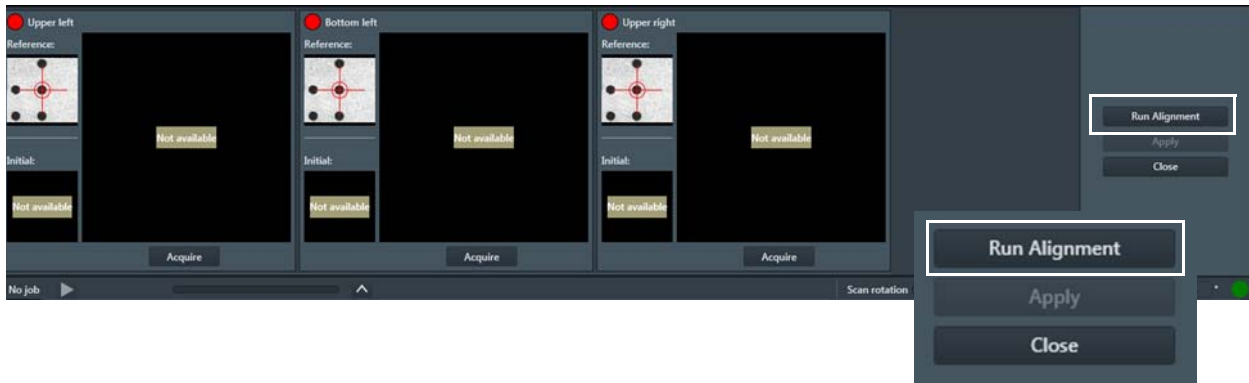 Upper left
Reference:
Not available
Initial:
Not available
Acquire
Bottom left
Reference:
Not available
Initial:
Not available
Acquire
Upper right
Reference:
Not available
Initial:
Not available
Acquire
Run Alignment
Apply
Close
No job
Scan rotation
Run Alignment
Apply
Close